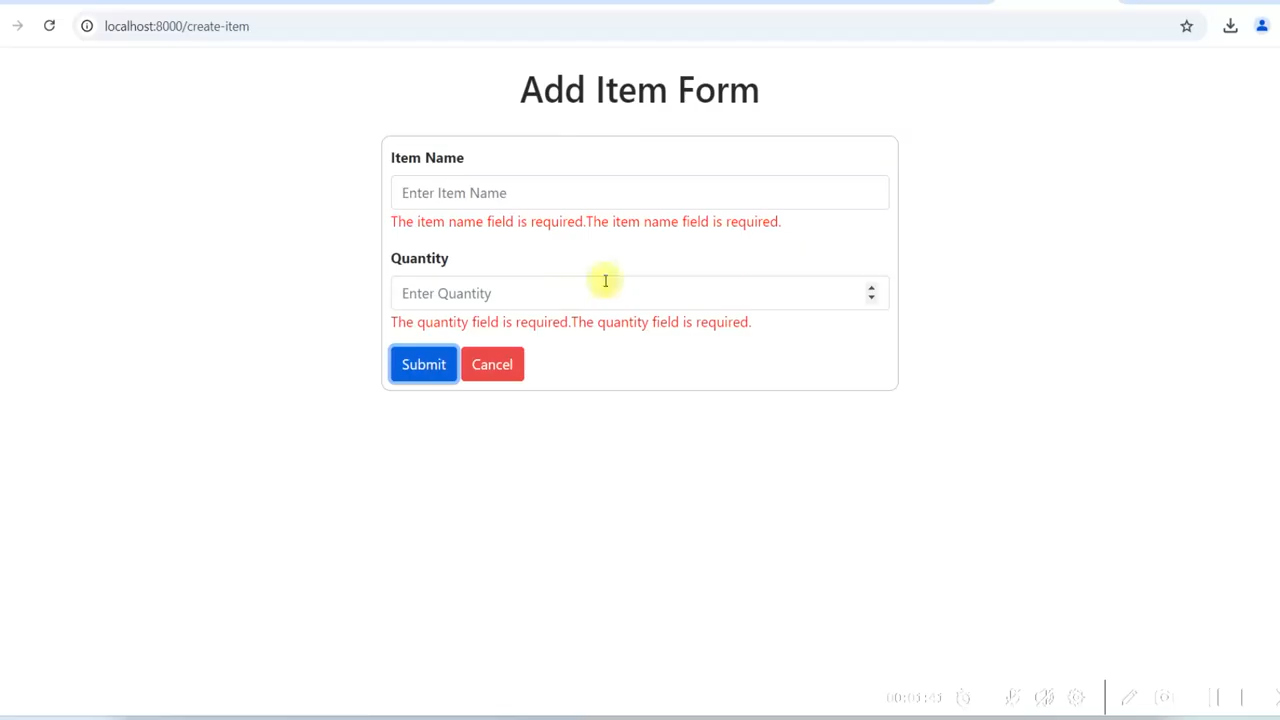 localhost:8000/create-item
Add Item Form
Item Name
Enter Item Name
The item name field is required.The item name field is required.
Quantity
Enter Quantity
The quantity field is required.The quantity field is required.
Submit Cancel